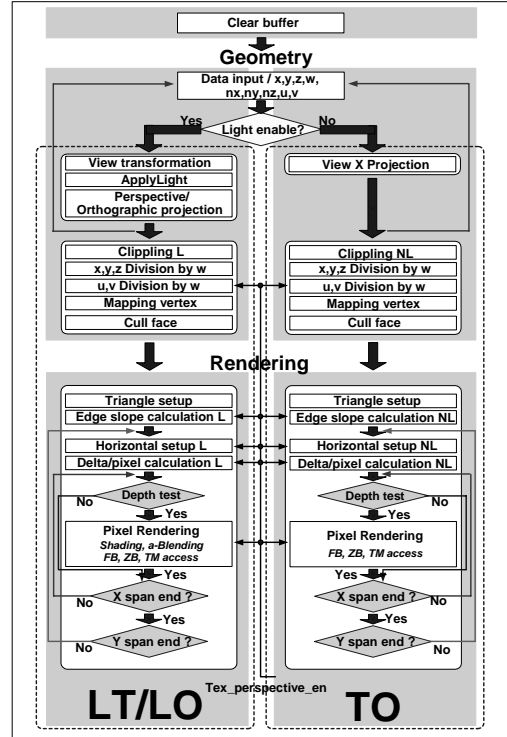 Clear buffer
Geometry
Data input / x,y,z,w,
nx,ny,nz,u,v
Yes
Light enable?
No
View transformation
ApplyLight
Perspective/
Orthographic projection
View X Projection
Clippling L
x,y,z Division by w
u,v Division by w
Mapping vertex
Cull face
Clippling NL
x,y,z Division by w
u,v Division by w
Mapping vertex
Cull face
Rendering
Triangle setup
Edge slope calculation L
Horizontal setup L
Delta/pixel calculation L
No
Depth test
Yes
Pixel Rendering
Shading, a-Blending
FB, ZB, TM access
Yes
X span end ?
No
Yes
Y span end ?
No
Triangle setup
Edge slope calculation NL
Horizontal setup NL
Delta/pixel calculation NL
Depth test
No
Yes
Pixel Rendering
FB, ZB, TM access
Yes
X span end ?
No
Yes
Y span end ?
No
Tex_perspective_en
LT/LO
TO